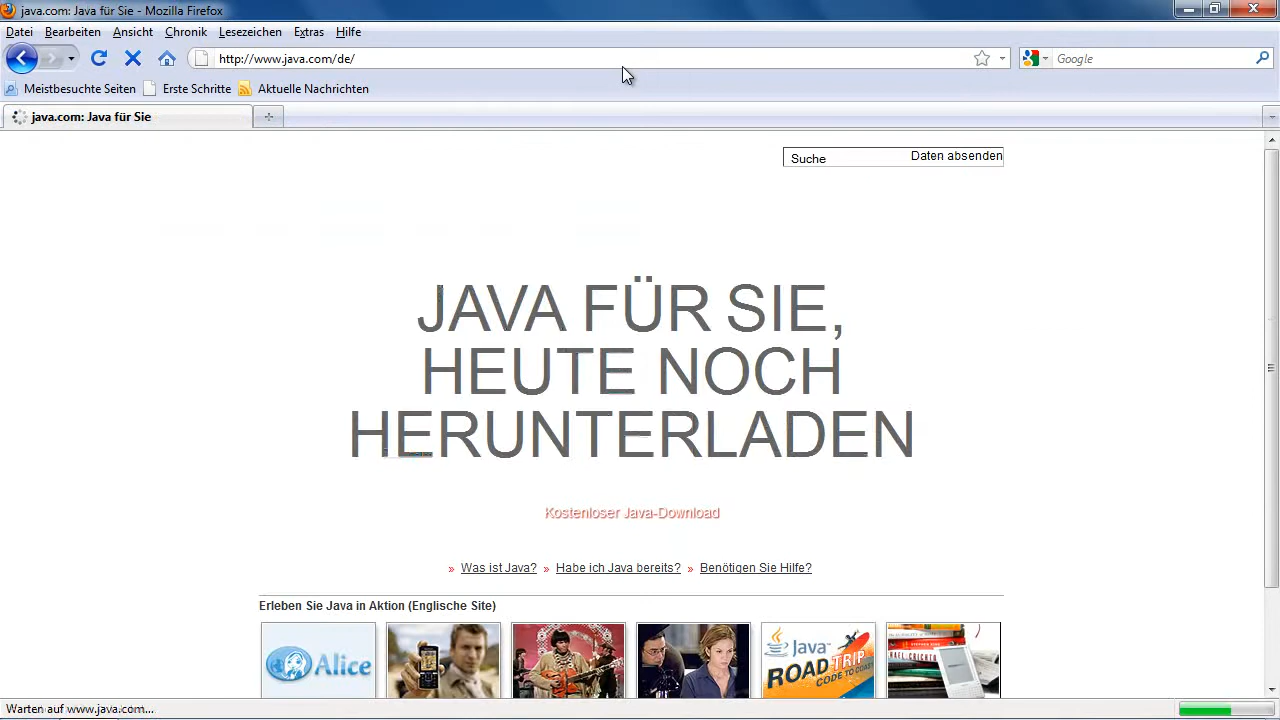 java.com: Java für Sie - Mozilla Firefox
Datei Bearbeiten Ansicht Chronik Lesezeichen Extras Hilfe
http://www.java.com/de/
Google
Meistbesuchte Seiten Erste Schritte Aktuelle Nachrichten
java.com: Java für Sie
Suche Daten absenden
JAVA FÜR SIE,
HEUTE NOCH
HERUNTERLADEN
Kostenloser Java-Download
» Was ist Java? » Habe ich Java bereits? » Benötigen Sie Hilfe?
Erleben Sie Java in Aktion (Englische Site)
Alice
Java
ROAD TRIP
CODE TO COAST
Warten auf www.java.com...